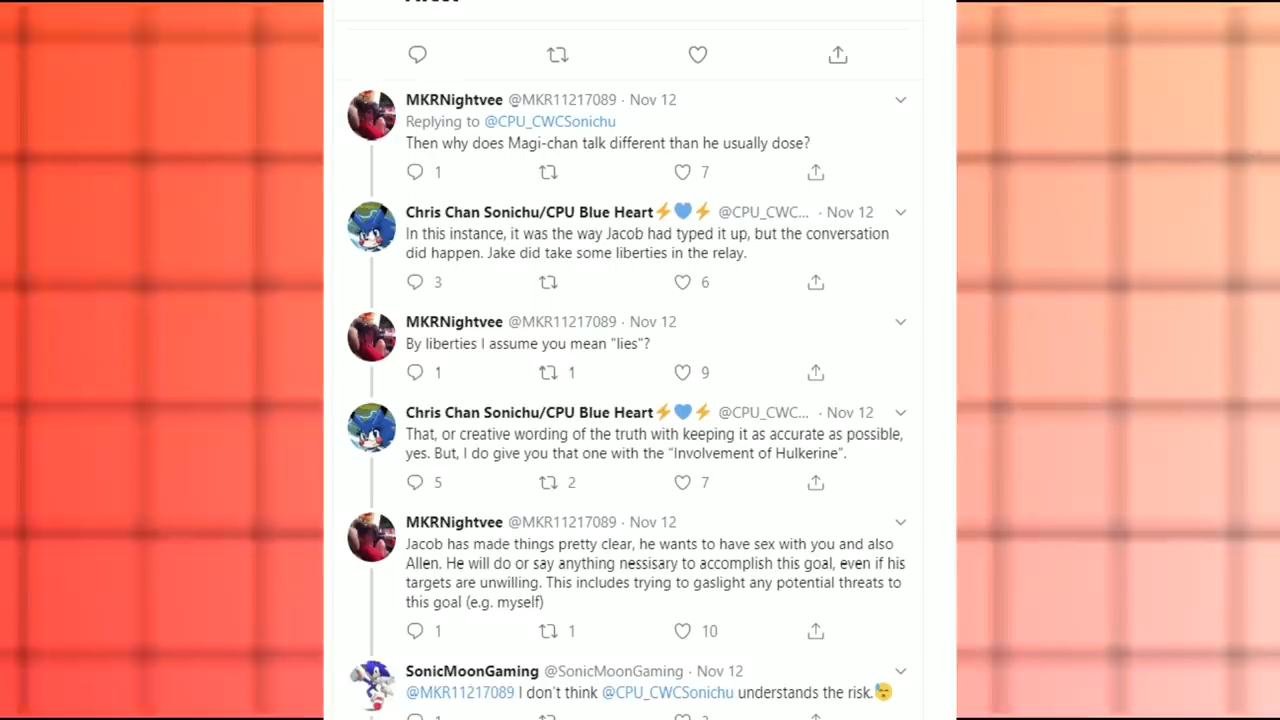 MKRNightvee @MKR11217089 · Nov 12
Replying to @CPU_CWCSonichu
Then why does Magi-chan talk different than he usually dose?
1 7
Chris Chan Sonichu/CPU Blue Heart⚡💙⚡ @CPU_CWC... · Nov 12
In this instance, it was the way Jacob had typed it up, but the conversation
did happen. Jake did take some liberties in the relay.
3 6
MKRNightvee @MKR11217089 · Nov 12
By liberties I assume you mean "lies"?
1 1 9
Chris Chan Sonichu/CPU Blue Heart⚡💙⚡ @CPU_CWC... · Nov 12
That, or creative wording of the truth with keeping it as accurate as possible,
yes. But, I do give you that one with the "Involvement of Hulkerine".
5 2 7
MKRNightvee @MKR11217089 · Nov 12
Jacob has made things pretty clear, he wants to have sex with you and also
Allen. He will do or say anything nessisary to accomplish this goal, even if his
targets are unwilling. This includes trying to gaslight any potential threats to
this goal (e.g. myself)
1 1 10
SonicMoonGaming @SonicMoonGaming · Nov 12
@MKR11217089 I don't think @CPU_CWCSonichu understands the risk.😓